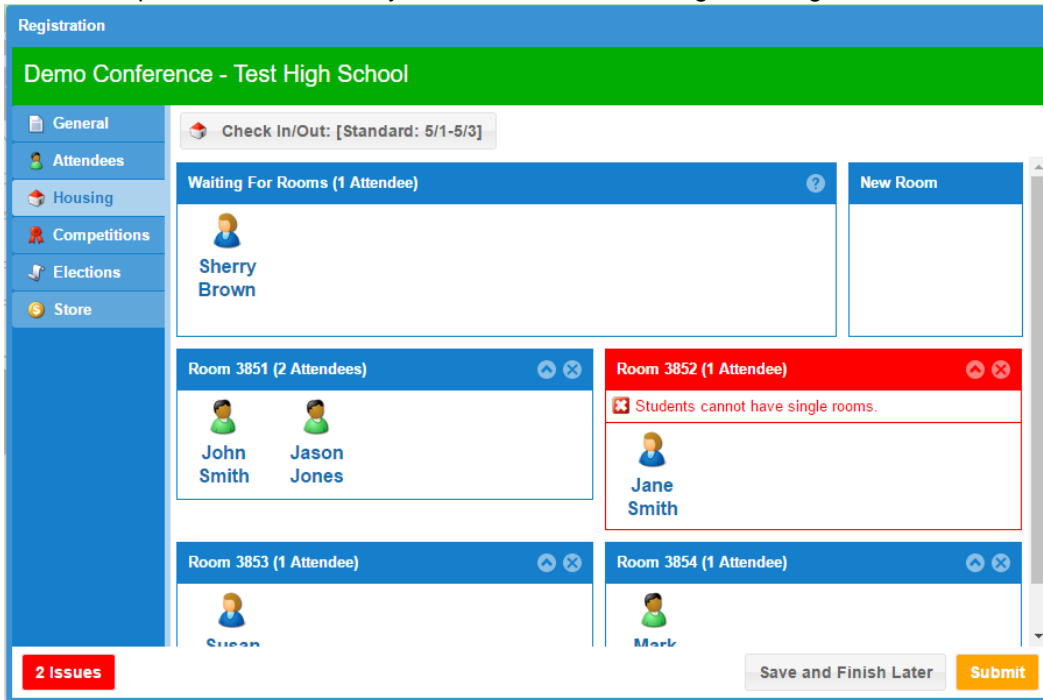 Registration
Demo Conference - Test High School
General
Attendees
Housing
Competitions
Elections
Store
Check In/Out: [Standard: 5/1-5/3]
Waiting For Rooms (1 Attendee)
?
New Room
Sherry
Brown
Room 3851 (2 Attendees)
Room 3852 (1 Attendee)
Students cannot have single rooms.
John
Smith
Jason
Jones
Jane
Smith
Room 3853 (1 Attendee)
Room 3854 (1 Attendee)
Susan
Mark
2 Issues
Save and Finish Later
Submit